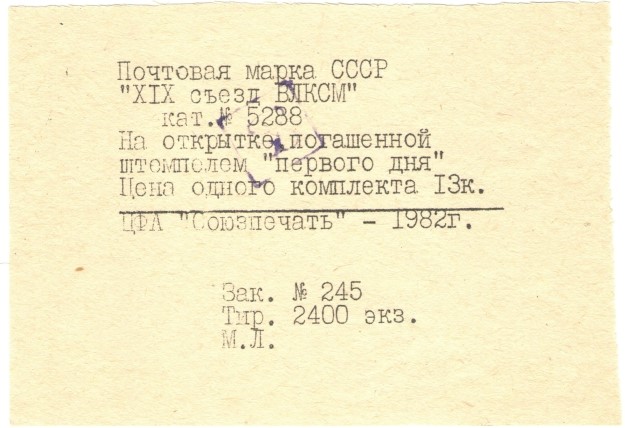 Почтовая марка СССР
"XIX съезд ВЛКСМ"
кат.№ 5288
На открытке погашенной
штемпелем "первого дня"
Цена одного комплекта I3к.
ЦФА "Союзпечать" - 1982г.
Зак. № 245
Тир. 2400 экз.
М.Л.